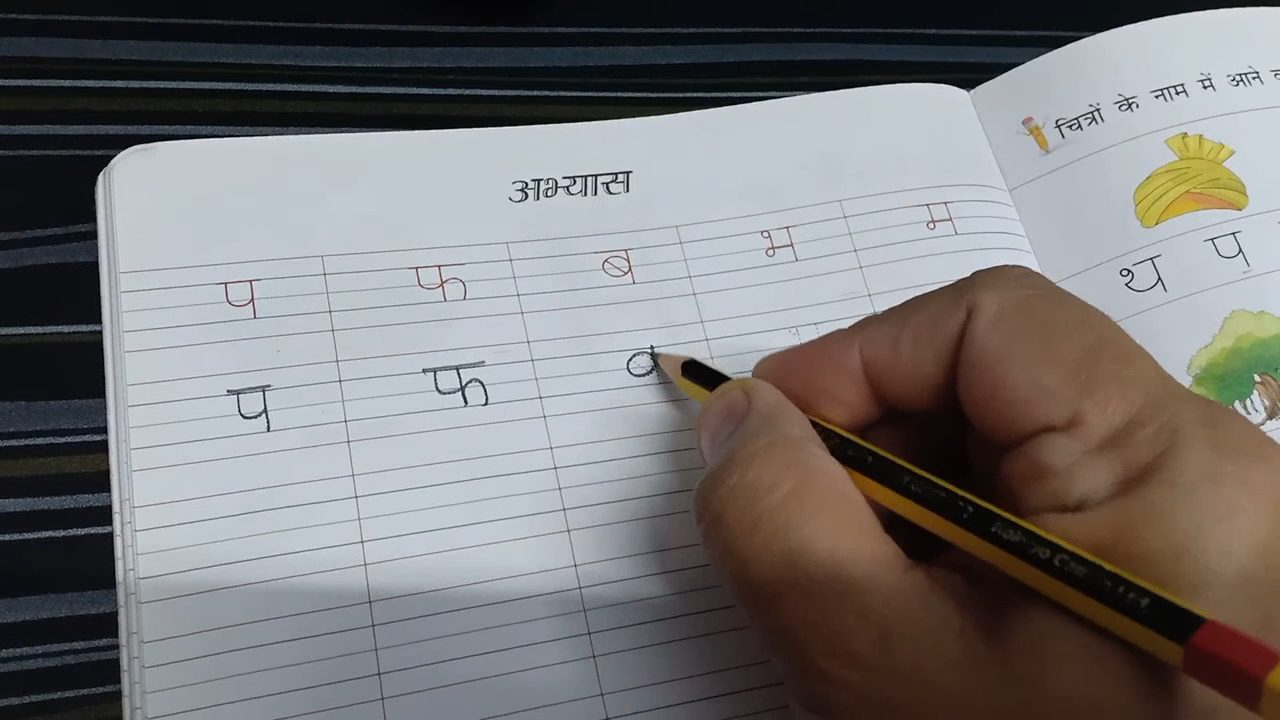 अभ्यास
प फ ब भ म
प फ ब
चित्रों के नाम में आने
थ प